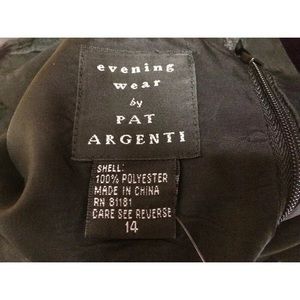 evening
wear
by
PAT
ARGENTI
SHELL:
100% POLYESTER
MADE IN CHINA
RN 81181
CARE SEE REVERSE
14